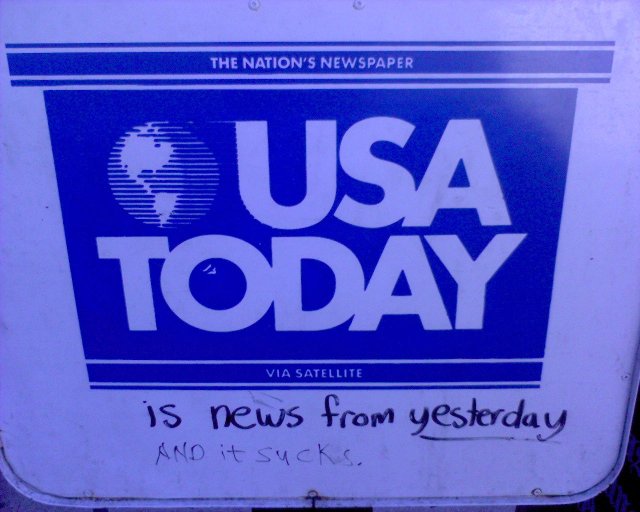 THE NATION'S NEWSPAPER
USA
TODAY
VIA SATELLITE
is news from yesterday
AND it sucks.